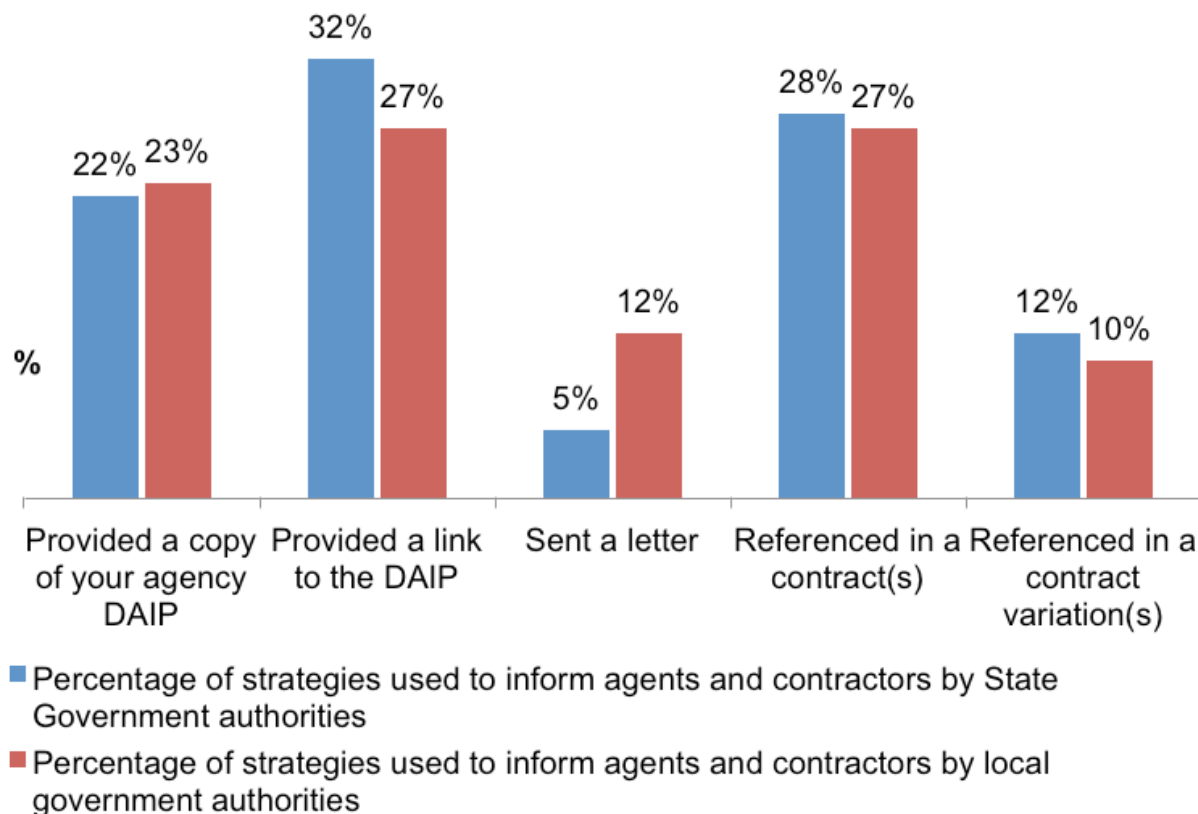 32%
27%
28%
27%
22%
23%
12%
5%
12%
10%
%
Provided a copy
of your agency
DAIP
Provided a link
to the DAIP
Sent a letter
Referenced in a
contract(s)
Referenced in a
contract
variation(s)
Percentage of strategies used to inform agents and contractors by State
Government authorities
Percentage of strategies used to inform agents and contractors by local
government authorities